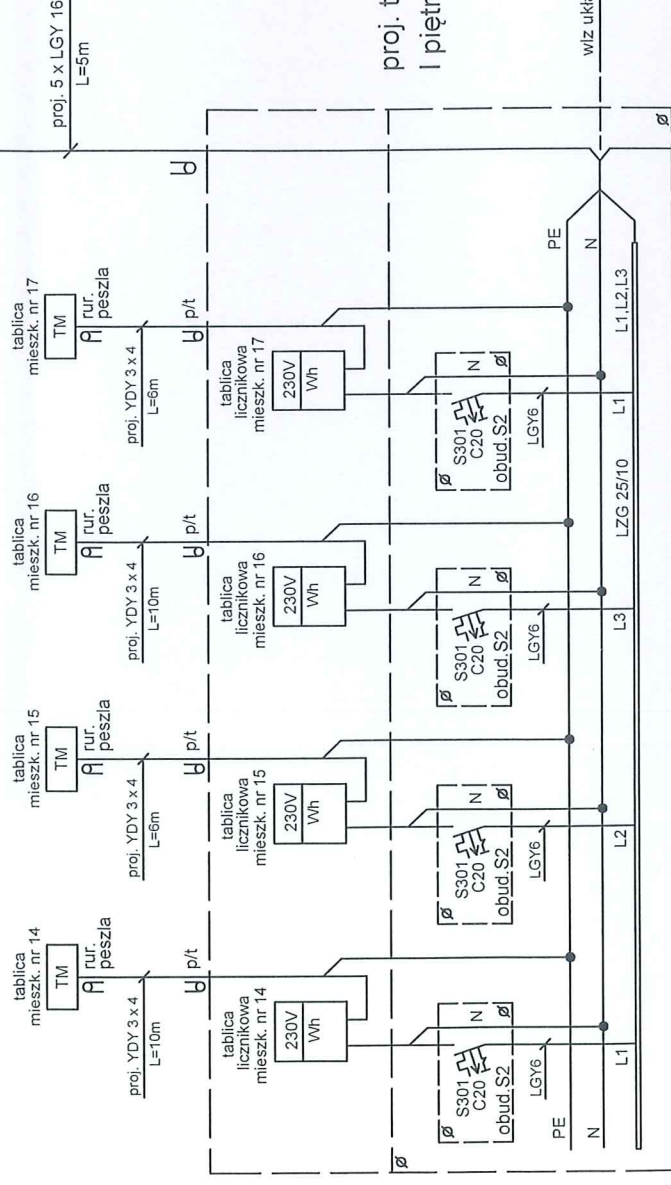 proj. 5 x LGY 16
L=5m
proj. t
I piętr
wlz ukł
tablica
mieszk. nr 14
TM
rur.
peszla
proj. YDY 3 x 4
L=10m
p/t
tablica
licznikowa
mieszk. nr 14
230V
Wh
S301
C20
obud.S2
N
LGY6
L1
tablica
mieszk. nr 15
TM
rur.
peszla
proj. YDY 3 x 4
L=6m
p/t
tablica
licznikowa
mieszk. nr 15
230V
Wh
S301
C20
obud.S2
N
LGY6
L2
tablica
mieszk. nr 16
TM
rur.
peszla
proj. YDY 3 x 4
L=10m
p/t
tablica
licznikowa
mieszk. nr 16
230V
Wh
S301
C20
obud.S2
N
LGY6
L3
tablica
mieszk. nr 17
TM
rur.
peszla
proj. YDY 3 x 4
L=6m
p/t
tablica
licznikowa
mieszk. nr 17
230V
Wh
S301
C20
obud.S2
N
LGY6
L1
PE
N
LZG 25/10
L1,L2,L3
PE
N